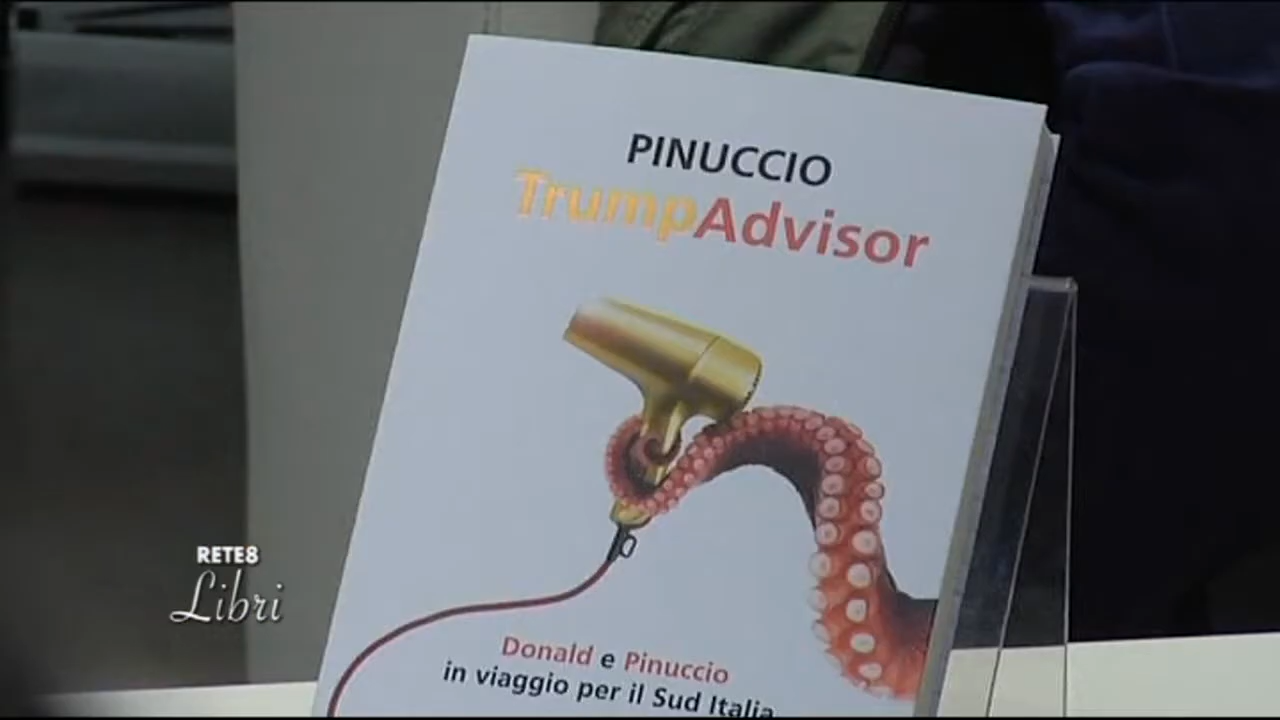 PINUCCIO
TrumpAdvisor
Donald e Pinuccio
in viaggio per il Sud Italia
RETE8
Libri